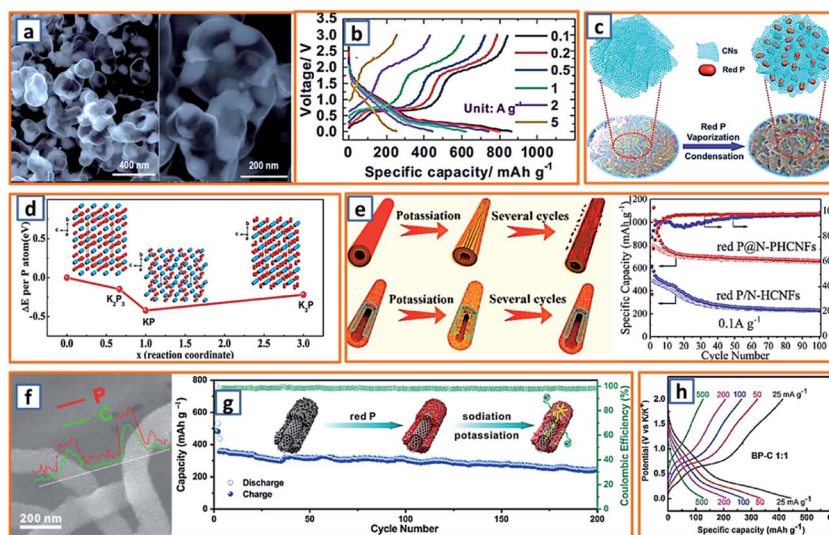 a
400 nm
200 nm
b
Voltage/ V
3.0
2.5
2.0
1.5
1.0
0.5
0.0
0.1
0.2
0.5
1
2
5
Unit: A g⁻¹
0 200 400 600 800 1000
Specific capacity/ mAh g⁻¹
c
CNs
Red P
Red P
Vaporization
Condensation
d
ΔE per P atom(eV)
0.5
0.0
-0.5
K₂P₃
KP
K₃P
0.0 0.5 1.0 1.5 2.0 2.5 3.0
x (reaction coordinate)
e
Potassiation Several cycles
Potassiation Several cycles
Specific Capacity (mAh g⁻¹)
1200
1000
800
600
400
200
0
red P@N-PHCNFs
red P/N-HCNFs
0.1A g⁻¹
0 10 20 30 40 50 60 70 80 90 100
Cycle Number
f
P
C
200 nm
g
Capacity (mAh g⁻¹)
800
600
400
200
0
red P
sodiation
potassiation
Discharge
Charge
Coulombic Efficiency (%)
100
80
60
40
20
0
0 50 100 150 200
Cycle Number
h
Potential (V vs K/K⁺)
2.0
1.5
1.0
0.5
0.0
500 200 100 50 25 mA g⁻¹
BP-C 1:1
500 200 100 50 25 mA g⁻¹
0 100 200 300 400 500 600
Specific capacity (mAh g⁻¹)